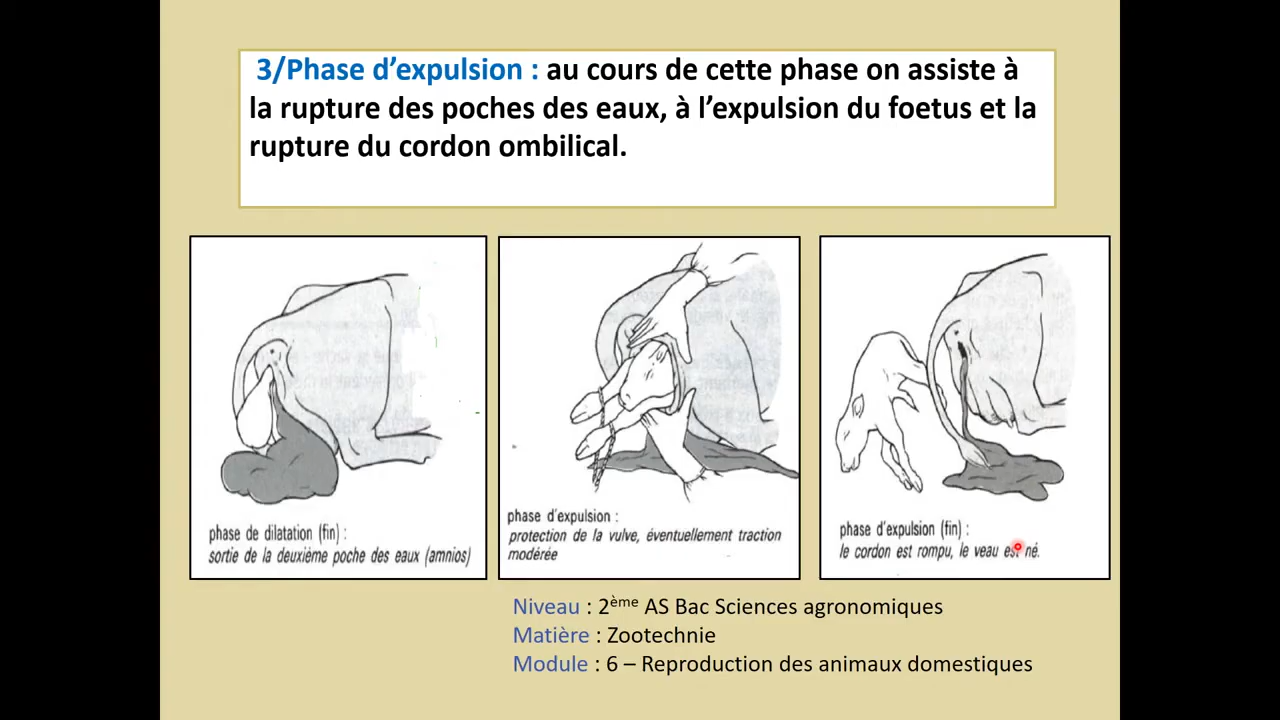 3/Phase d’expulsion : au cours de cette phase on assiste à
la rupture des poches des eaux, à l’expulsion du foetus et la
rupture du cordon ombilical.
phase de dilatation (fin) :
sortie de la deuxième poche des eaux (amnios)
phase d'expulsion :
protection de la vulve, éventuellement traction
modérée
phase d'expulsion (fin) :
le cordon est rompu, le veau est né.
Niveau : 2ème AS Bac Sciences agronomiques
Matière : Zootechnie
Module : 6 – Reproduction des animaux domestiques